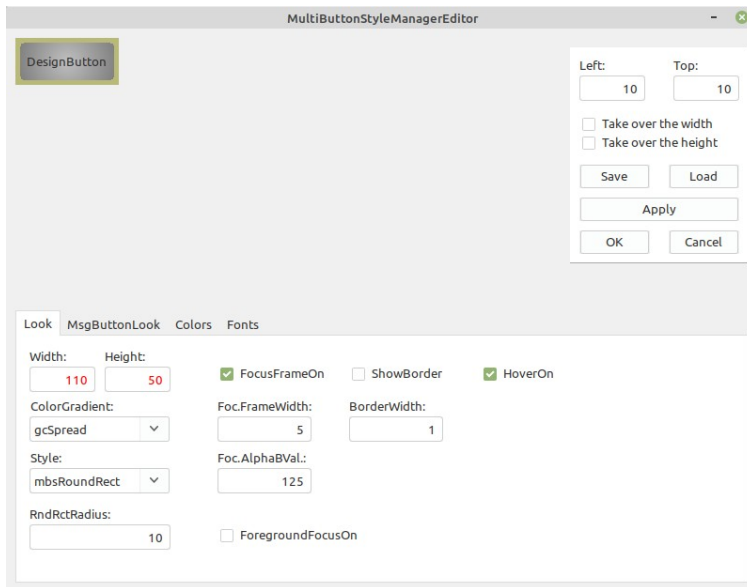 MultiButtonStyleManagerEditor
DesignButton
Left: Top:
10 10
Take over the width
Take over the height
Save Load
Apply
OK Cancel
Look MsgButtonLook Colors Fonts
Width: Height:
110 50 FocusFrameOn ShowBorder HoverOn
ColorGradient: Foc.FrameWidth: BorderWidth:
gcSpread 5 1
Style: Foc.AlphaBVal.:
mbsRoundRect 125
RndRctRadius:
10 ForegroundFocusOn